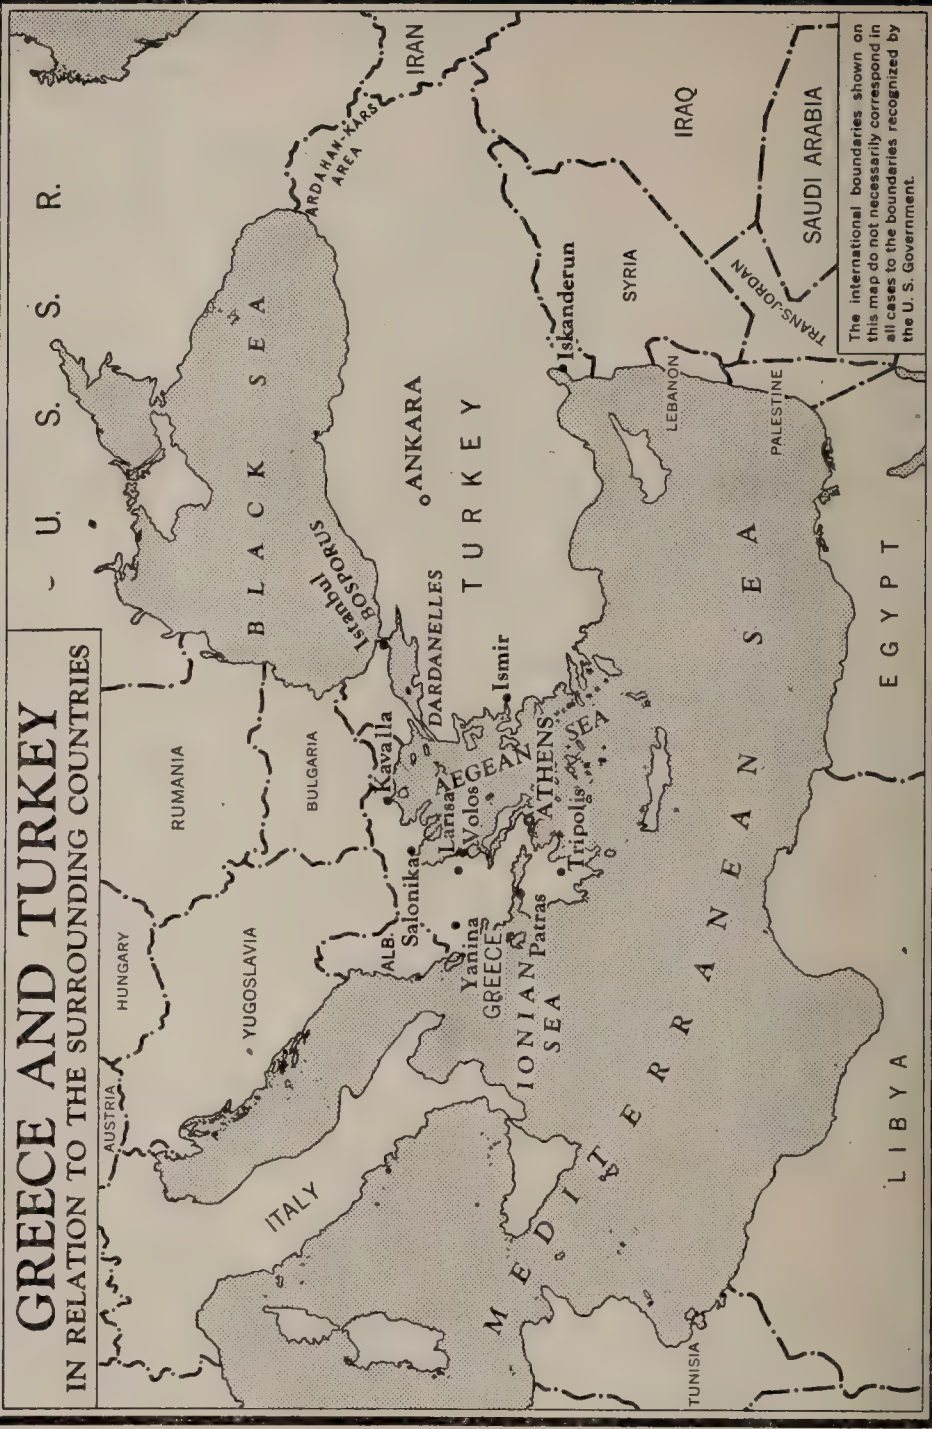 GREECE AND TURKEY
IN RELATION TO THE SURROUNDING COUNTRIES
U. S. S. R.
AUSTRIA
HUNGARY
RUMANIA
YUGOSLAVIA
BULGARIA
ITALY
ALB.
BLACK SEA
Istanbul
BOSPORUS
ARDAHAN-KARS
AREA
IRAN
Kavalla
Salonika
DARDANELLES
ANKARA
TURKEY
Larisa
Volos
AEGEAN
SEA
Ismir
Yanina
GREECE
Patras
ATHENS
Tripolis
IONIAN
SEA
Iskanderun
SYRIA
IRAQ
LEBANON
PALESTINE
TRANS-JORDAN
SAUDI ARABIA
MEDITERRANEAN SEA
TUNISIA
LIBYA
EGYPT
The international boundaries shown on
this map do not necessarily correspond in
all cases to the boundaries recognized by
the U. S. Government.